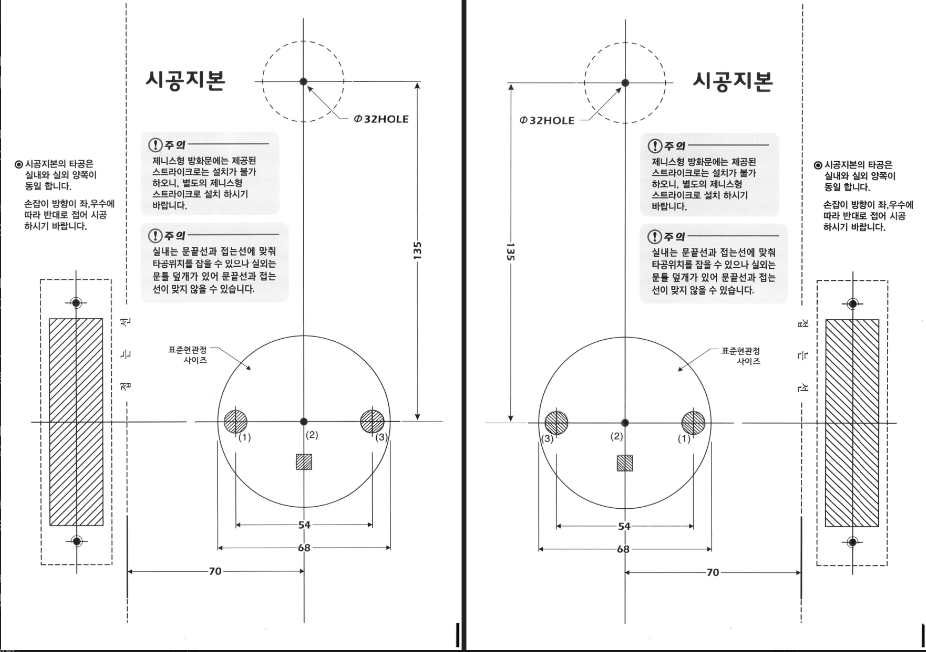 시공지본
Φ32HOLE
주의
제니스형 방화문에는 제공된
스트라이크로는 설치가 불가
하오니, 별도의 제니스형
스트라이크로 설치 하시기
바랍니다.
◉ 시공지본의 타공은
실내와 실외 양쪽이
동일 합니다.
손잡이 방향이 좌,우수에
따라 반대로 접어 시공
하시기 바랍니다.
주의
실내는 문끝선과 접는선에 맞춰
타공위치를 잡을 수 있으나 실외는
문틀 덮개가 있어 문끝선과 접는
선이 맞지 않을 수 있습니다.
135
접는선
표준현관정
사이즈
(1)
(2)
(3)
54
68
70
시공지본
Φ32HOLE
주의
제니스형 방화문에는 제공된
스트라이크로는 설치가 불가
하오니, 별도의 제니스형
스트라이크로 설치 하시기
바랍니다.
◉ 시공지본의 타공은
실내와 실외 양쪽이
동일 합니다.
손잡이 방향이 좌,우수에
따라 반대로 접어 시공
하시기 바랍니다.
주의
실내는 문끝선과 접는선에 맞춰
타공위치를 잡을 수 있으나 실외는
문틀 덮개가 있어 문끝선과 접는
선이 맞지 않을 수 있습니다.
135
접는선
표준현관정
사이즈
(3)
(2)
(1)
54
68
70